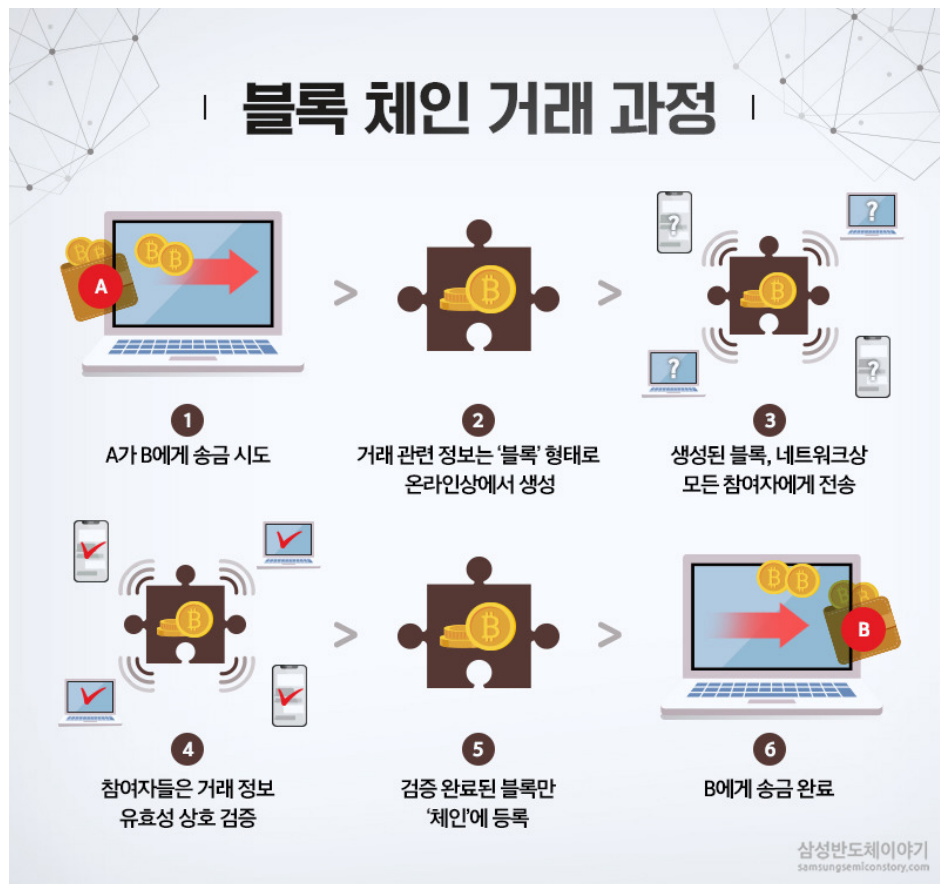 블록 체인 거래 과정
A
?
?
?
?
1
A가 B에게 송금 시도
2
거래 관련 정보는 ‘블록’ 형태로
온라인상에서 생성
3
생성된 블록, 네트워크상
모든 참여자에게 전송
4
참여자들은 거래 정보
유효성 상호 검증
5
검증 완료된 블록만
‘체인’에 등록
B
6
B에게 송금 완료
삼성반도체이야기
samsungsemiconstory.com